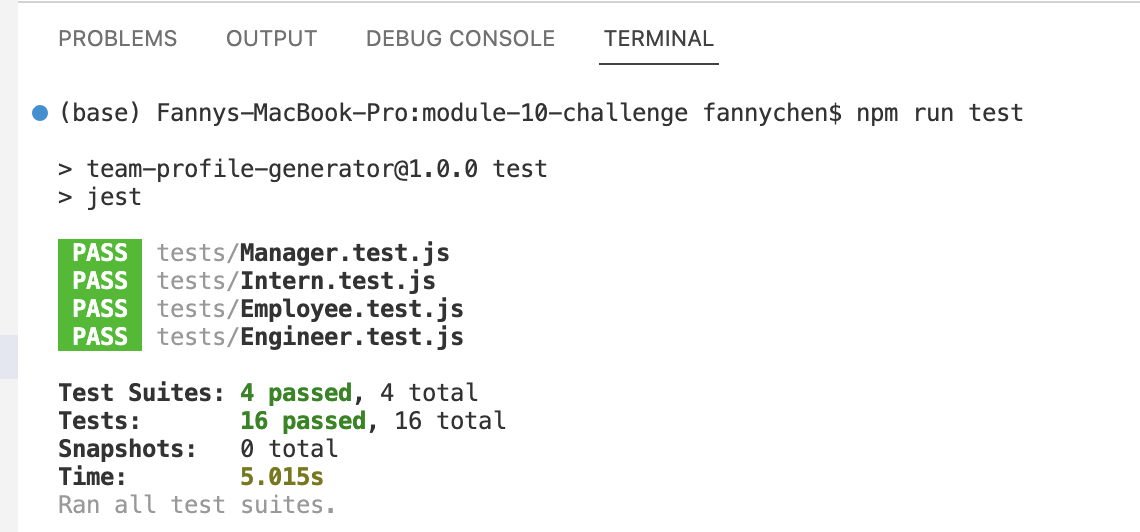 PROBLEMS OUTPUT DEBUG CONSOLE TERMINAL
(base) Fannys-MacBook-Pro:module-10-challenge fannychen$ npm run test
> team-profile-generator@1.0.0 test
> jest
PASS tests/Manager.test.js
PASS tests/Intern.test.js
PASS tests/Employee.test.js
PASS tests/Engineer.test.js
Test Suites: 4 passed, 4 total
Tests: 16 passed, 16 total
Snapshots: 0 total
Time: 5.015s
Ran all test suites.